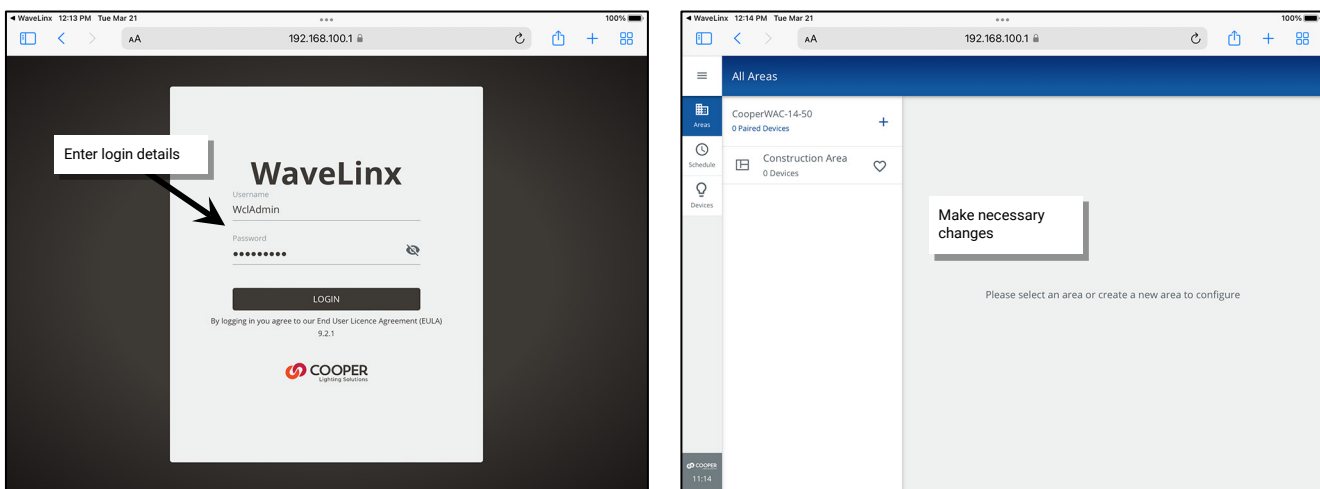 WaveLinx 12:13 PM Tue Mar 21
100%
AA
192.168.100.1
Enter login details
WaveLinx
Username
WclAdmin
Password
•••••••••
LOGIN
By logging in you agree to our End User Licence Agreement (EULA)
9.2.1
COOPER
Lighting Solutions
WaveLinx 12:14 PM Tue Mar 21
100%
AA
192.168.100.1
All Areas
Areas
Schedule
Devices
CooperWAC-14-50
0 Paired Devices
Construction Area
0 Devices
Make necessary
changes
Please select an area or create a new area to configure
COOPER
11:14